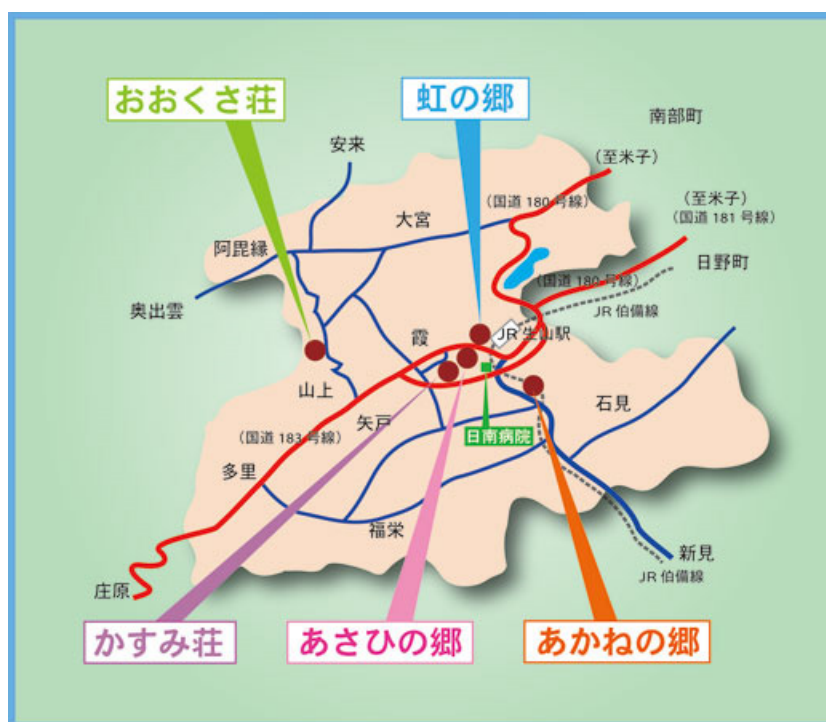 おおくさ荘
虹の郷
南部町
安来
(至米子)
(至米子)
(国道 180 号線)
(国道 181 号線)
大宮
阿毘縁
日野町
(国道 180 号線)
奥出雲
JR 伯備線
霞
JR 生山駅
山上
石見
矢戸
(国道 183 号線)
日南病院
多里
福栄
新見
JR 伯備線
庄原
かすみ荘
あさひの郷
あかねの郷